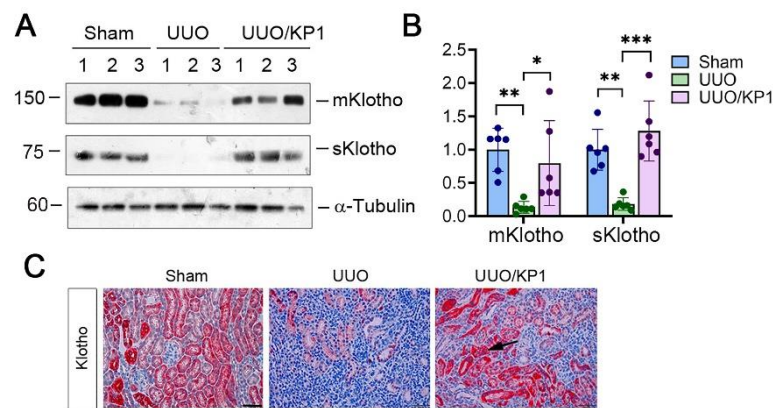 A
Sham UUO UUO/KP1
1 2 3 1 2 3 1 2 3
150 mKlotho
75 sKlotho
60 α-Tubulin
B
2.5
2.0
1.5
1.0
0.5
0.0
** * ** ***
mKlotho sKlotho
Sham
UUO
UUO/KP1
C
Sham UUO UUO/KP1
Klotho